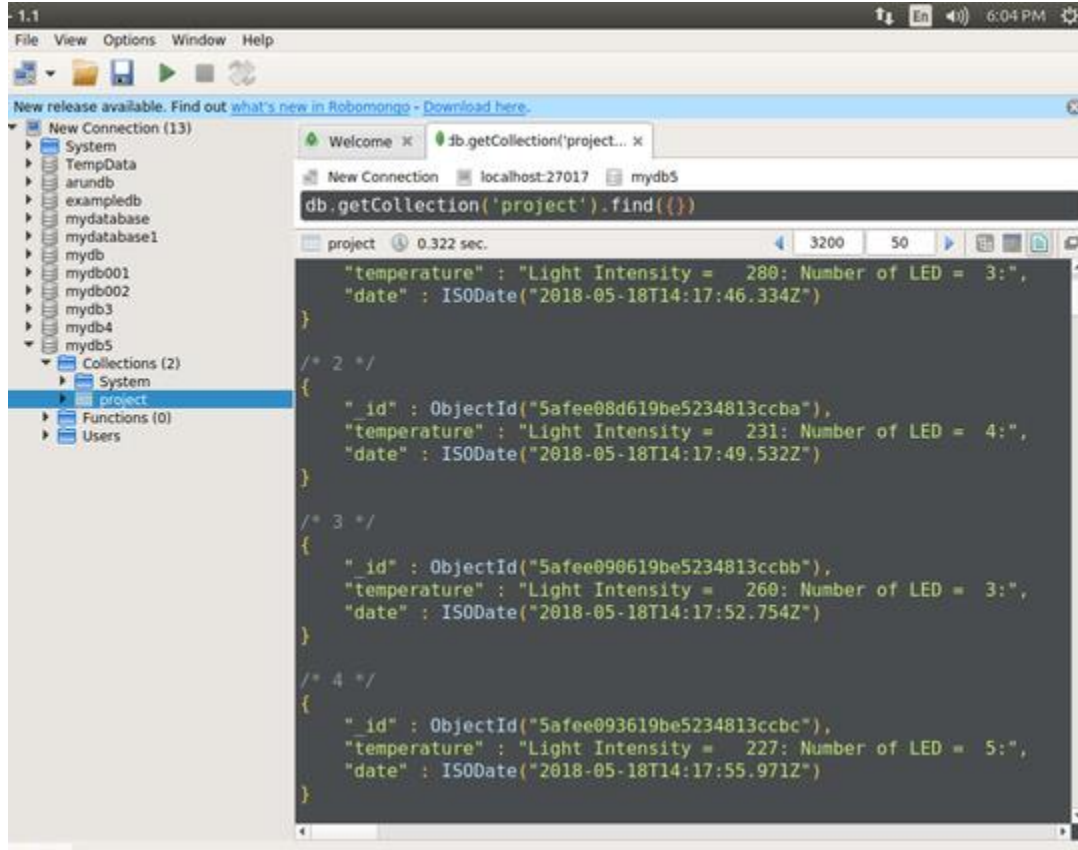 - 1.1
En
6:04 PM
File View Options Window Help
New release available. Find out what's new in Robomongo - Download here.
New Connection (13)
System
TempData
arundb
exampledb
mydatabase
mydatabase1
mydb
mydb001
mydb002
mydb3
mydb4
mydb5
Collections (2)
System
project
Functions (0)
Users
Welcome
db.getCollection('project...
New Connection localhost:27017 mydb5
db.getCollection('project').find({})
project 0.322 sec. 3200 50
"temperature" : "Light Intensity = 280: Number of LED = 3:",
"date" : ISODate("2018-05-18T14:17:46.334Z")
}
/* 2 */
{
"_id" : ObjectId("5afee08d619be5234813ccba"),
"temperature" : "Light Intensity = 231: Number of LED = 4:",
"date" : ISODate("2018-05-18T14:17:49.532Z")
}
/* 3 */
{
"_id" : ObjectId("5afee090619be5234813ccbb"),
"temperature" : "Light Intensity = 260: Number of LED = 3:",
"date" : ISODate("2018-05-18T14:17:52.754Z")
}
/* 4 */
{
"_id" : ObjectId("5afee093619be5234813ccbc"),
"temperature" : "Light Intensity = 227: Number of LED = 5:",
"date" : ISODate("2018-05-18T14:17:55.971Z")
}